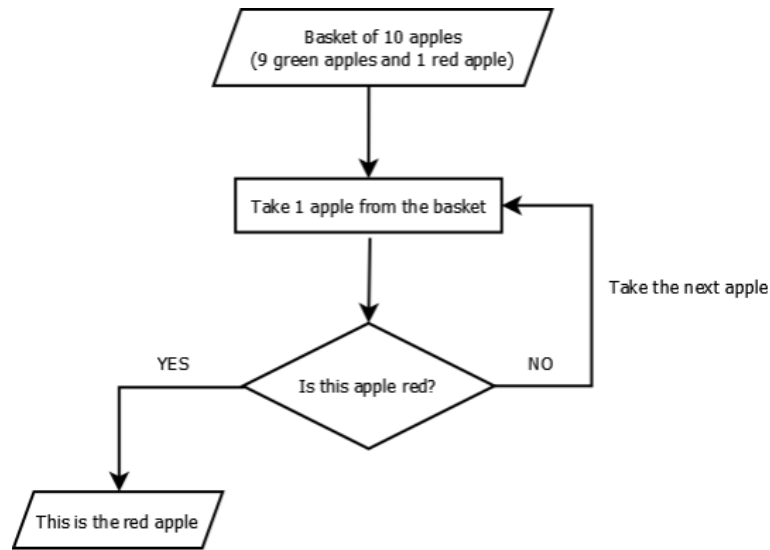 Basket of 10 apples
(9 green apples and 1 red apple)
Take 1 apple from the basket
Take the next apple
YES
NO
Is this apple red?
This is the red apple